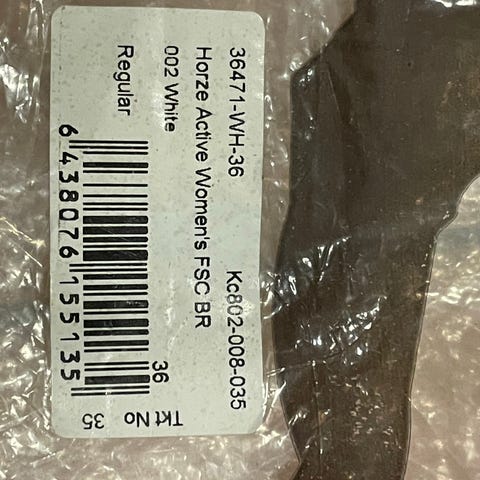 36471-WH-36 Kc802-008-035
Horze Active Women's FSC BR
002 White
Regular
36
6 438076 155135
Tkt No 35